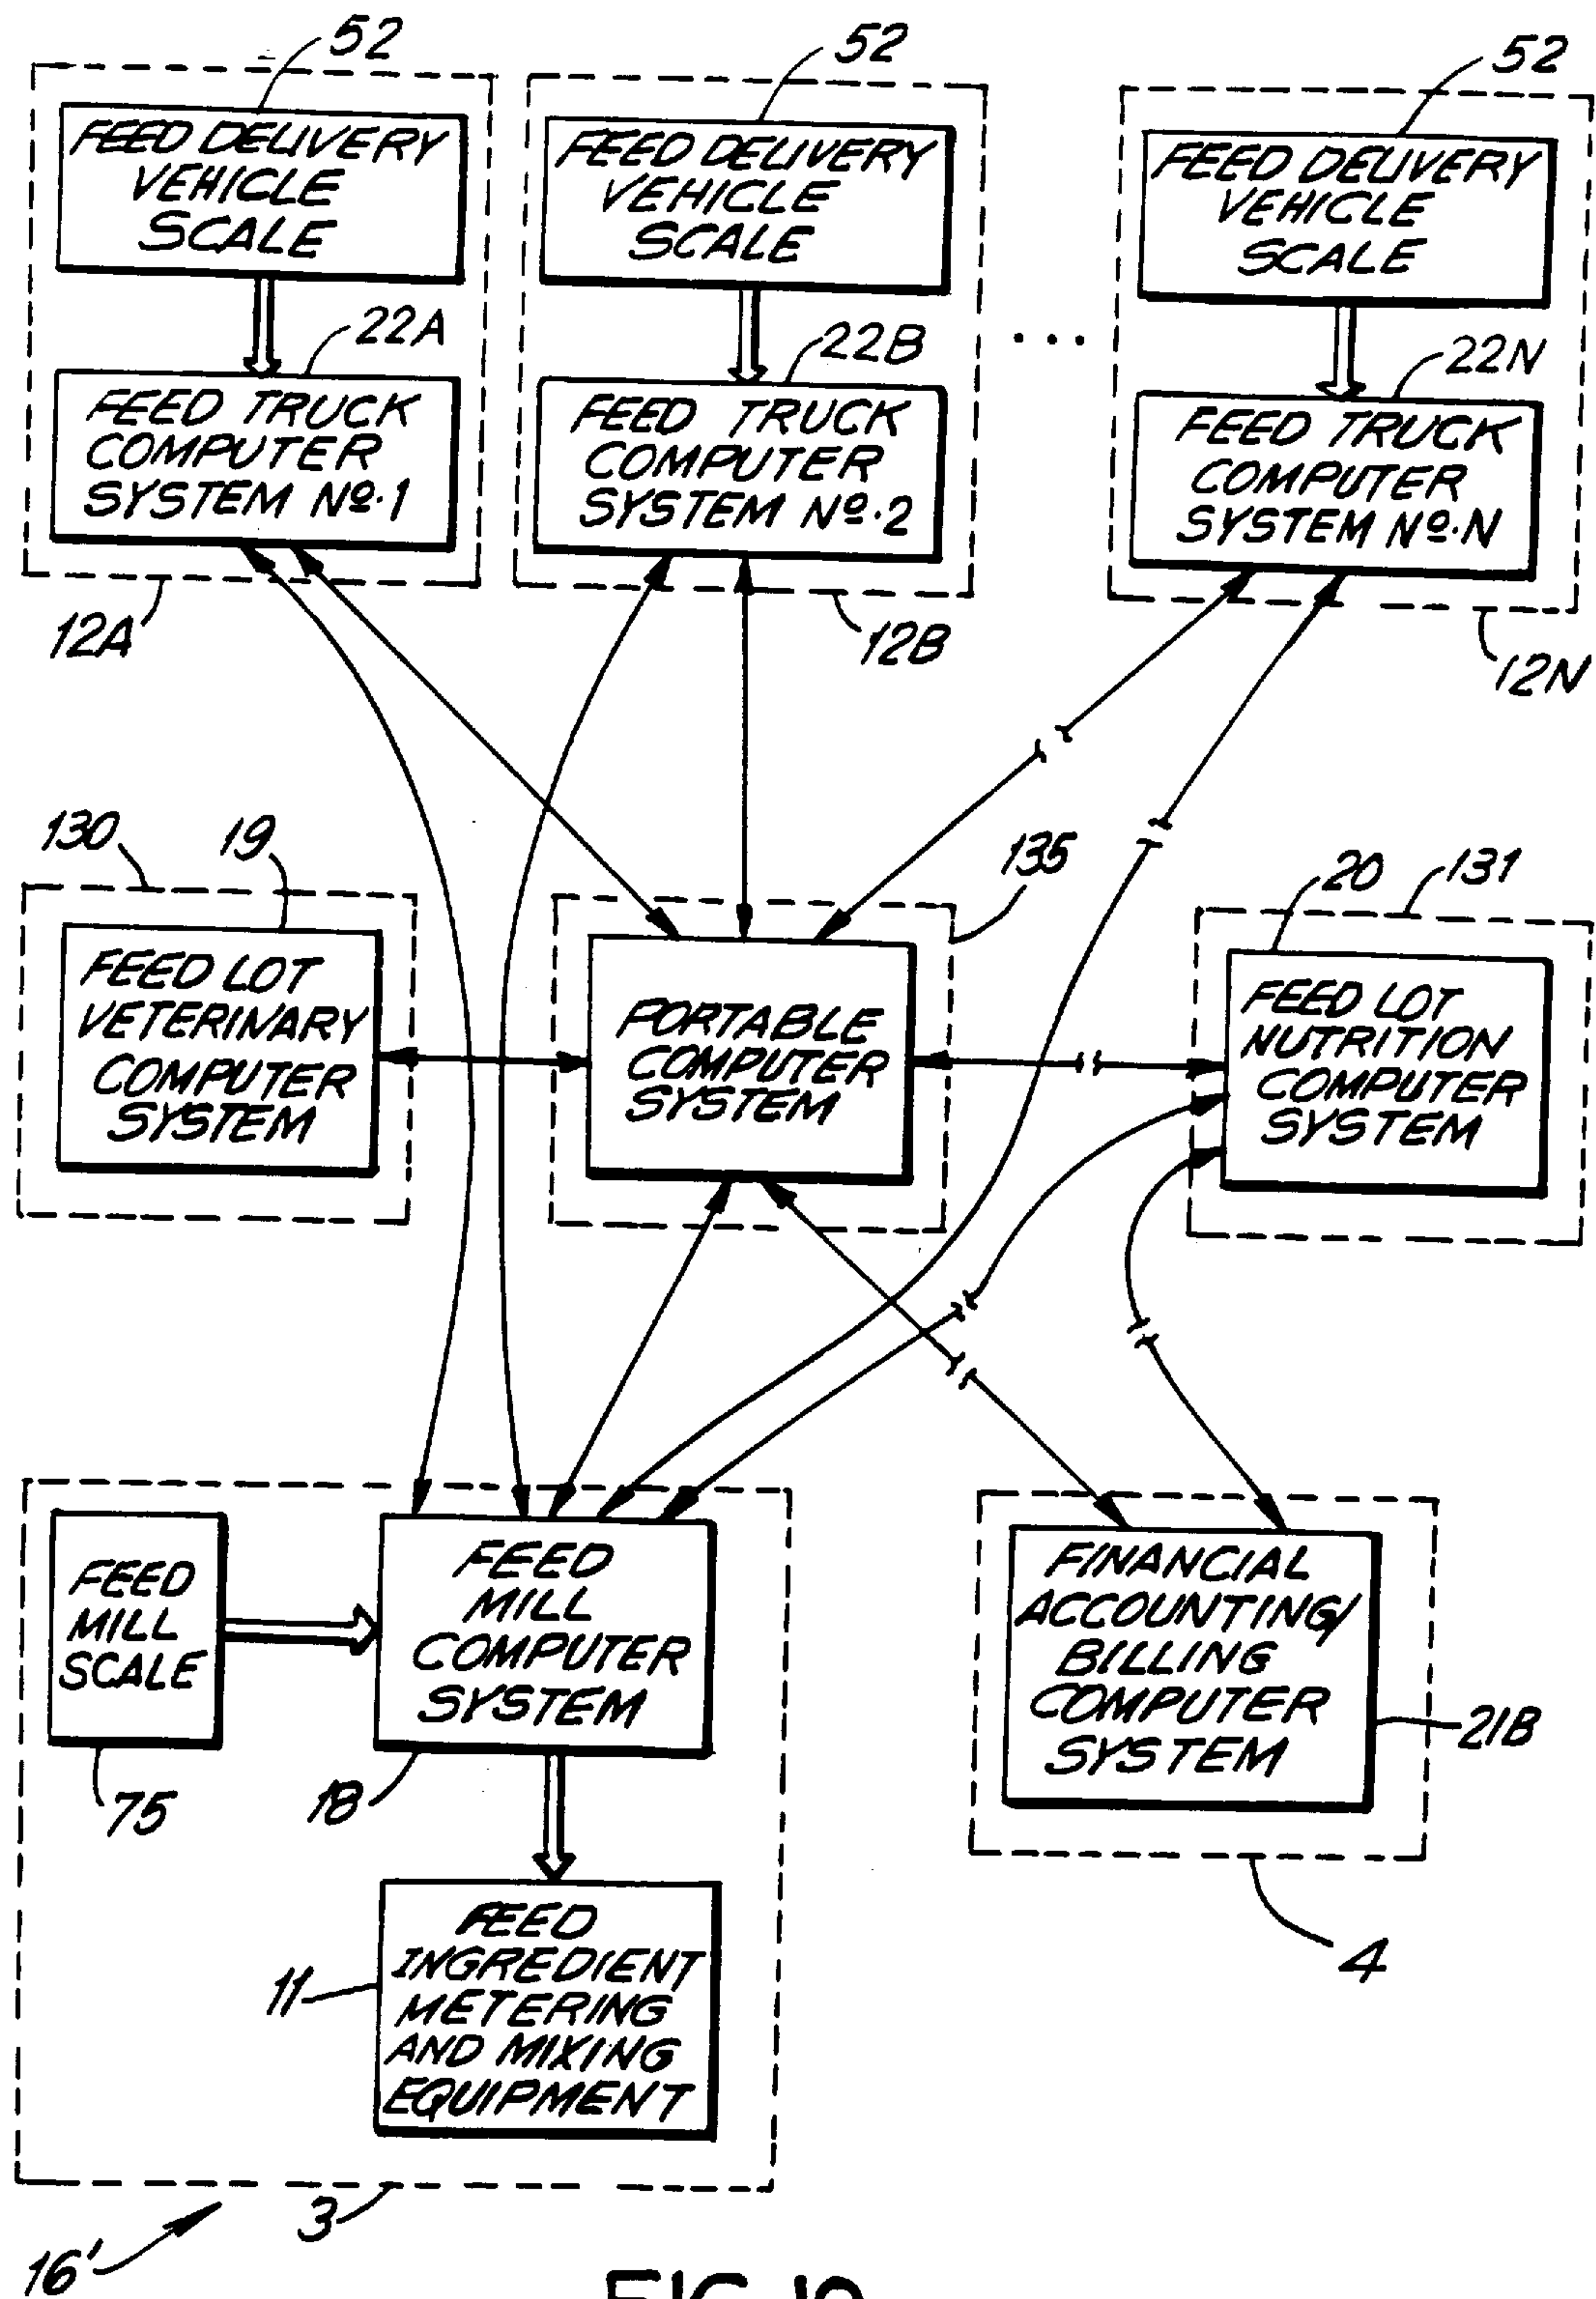 52
52
52
FEED DELIVERY
VEHICLE
SCALE
FEED DELIVERY
VEHICLE
SCALE
FEED DELIVERY
VEHICLE
SCALE
22A
22B
...
22N
FEED TRUCK
COMPUTER
SYSTEM Nº.1
FEED TRUCK
COMPUTER
SYSTEM Nº.2
FEED TRUCK
COMPUTER
SYSTEM Nº.N
12A
12B
12N
130
19
135
20
131
FEED LOT
VETERINARY
COMPUTER
SYSTEM
PORTABLE
COMPUTER
SYSTEM
FEED LOT
NUTRITION
COMPUTER
SYSTEM
FEED
MILL
SCALE
FEED
MILL
COMPUTER
SYSTEM
FINANCIAL
ACCOUNTING/
BILLING
COMPUTER
SYSTEM
75
18
21B
FEED
INGREDIENT
METERING
AND MIXING
EQUIPMENT
11
4
3
16'